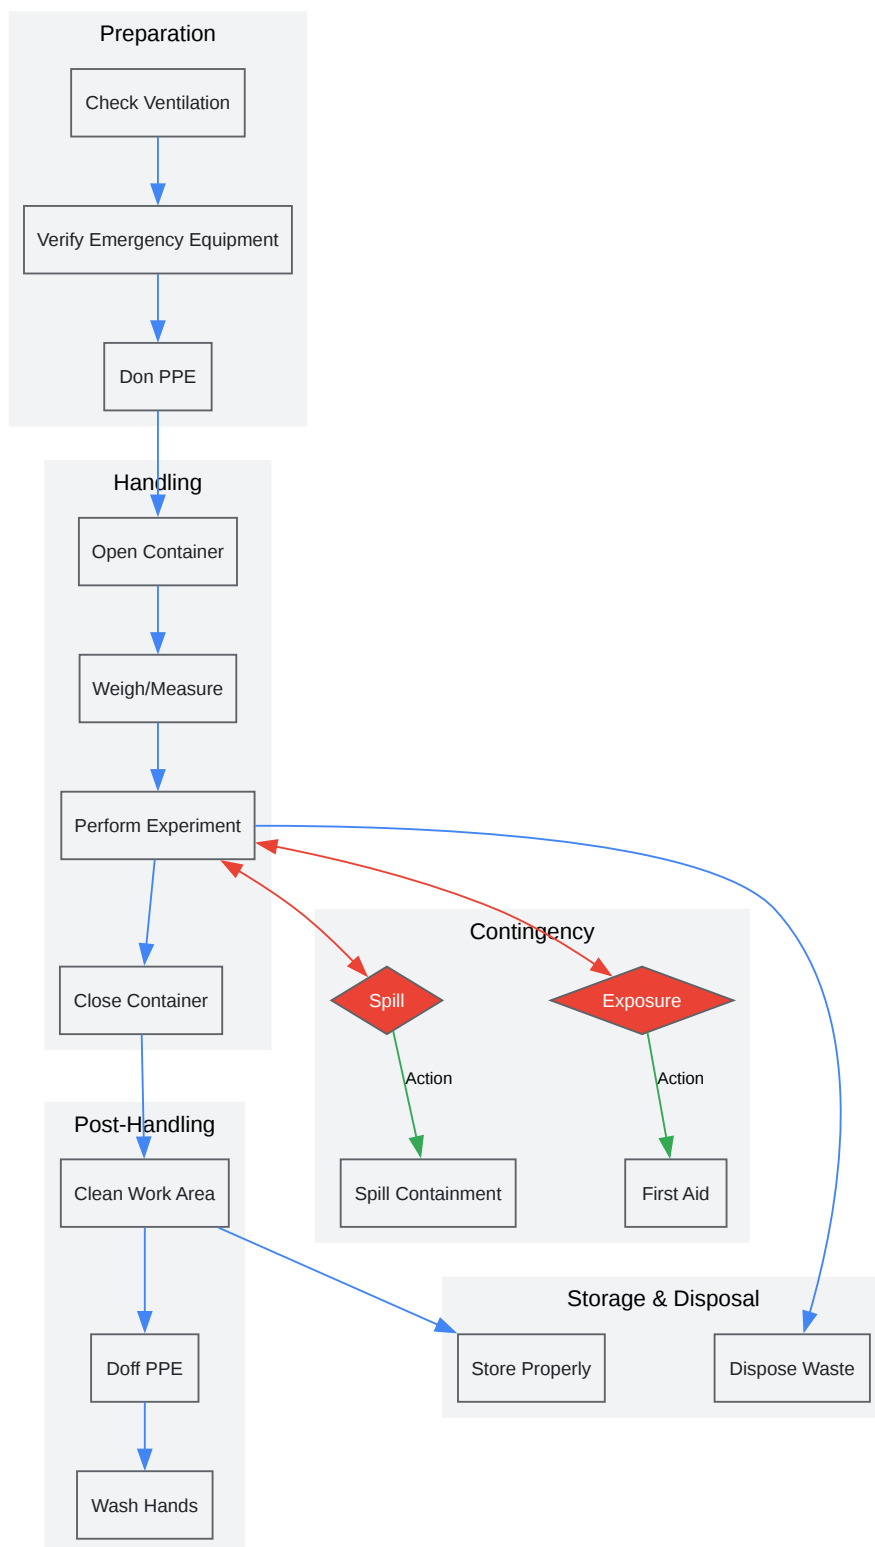 Preparation
Check Ventilation
Verify Emergency Equipment
Don PPE
Handling
Open Container
Weigh/Measure
Perform Experiment
Close Container
Contingency
Spill
Exposure
Action
Action
Spill Containment
First Aid
Post-Handling
Clean Work Area
Doff PPE
Wash Hands
Storage & Disposal
Store Properly
Dispose Waste